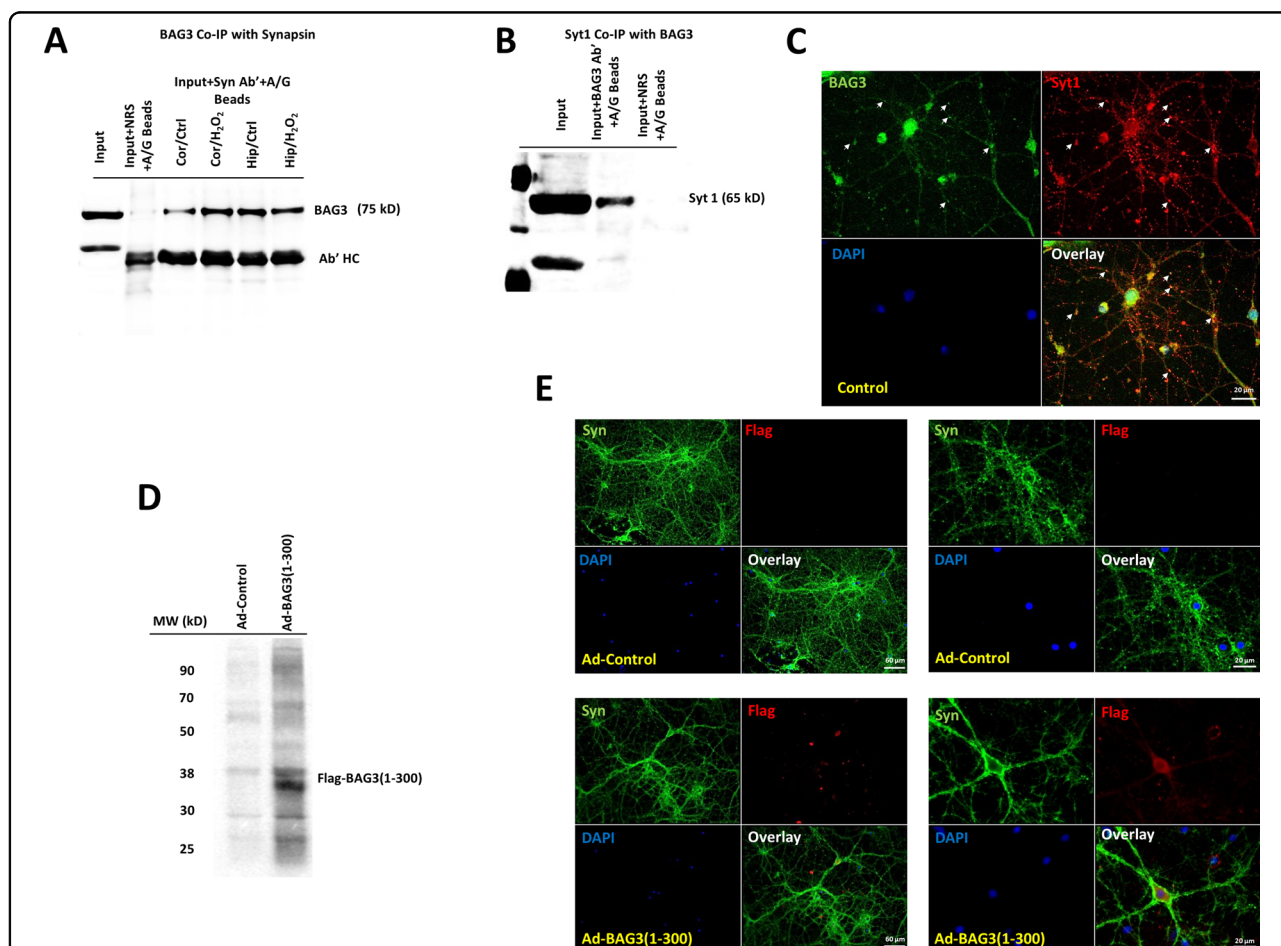 A
BAG3 Co-IP with Synapsin
Input
Input+NRS
+A/G Beads
Input+Syn Ab'+A/G
Beads
Cor/Ctrl
Cor/H2O2
Hip/Ctrl
Hip/H2O2
BAG3 (75 kD)
Ab' HC
B
Syt1 Co-IP with BAG3
Input
Input+BAG3 Ab'
+A/G Beads
Input+NRS
+A/G Beads
Syt 1 (65 kD)
C
BAG3
Syt1
DAPI
Control
Overlay
20 µm
D
MW (kD)
Ad-Control
Ad-BAG3(1-300)
90
70
50
38
30
25
Flag-BAG3(1-300)
E
Syn
Flag
DAPI
Overlay
Ad-Control
60 µm
Syn
Flag
DAPI
Overlay
Ad-Control
20 µm
Syn
Flag
DAPI
Overlay
Ad-BAG3(1-300)
60 µm
Syn
Flag
DAPI
Overlay
Ad-BAG3(1-300)
20 µm